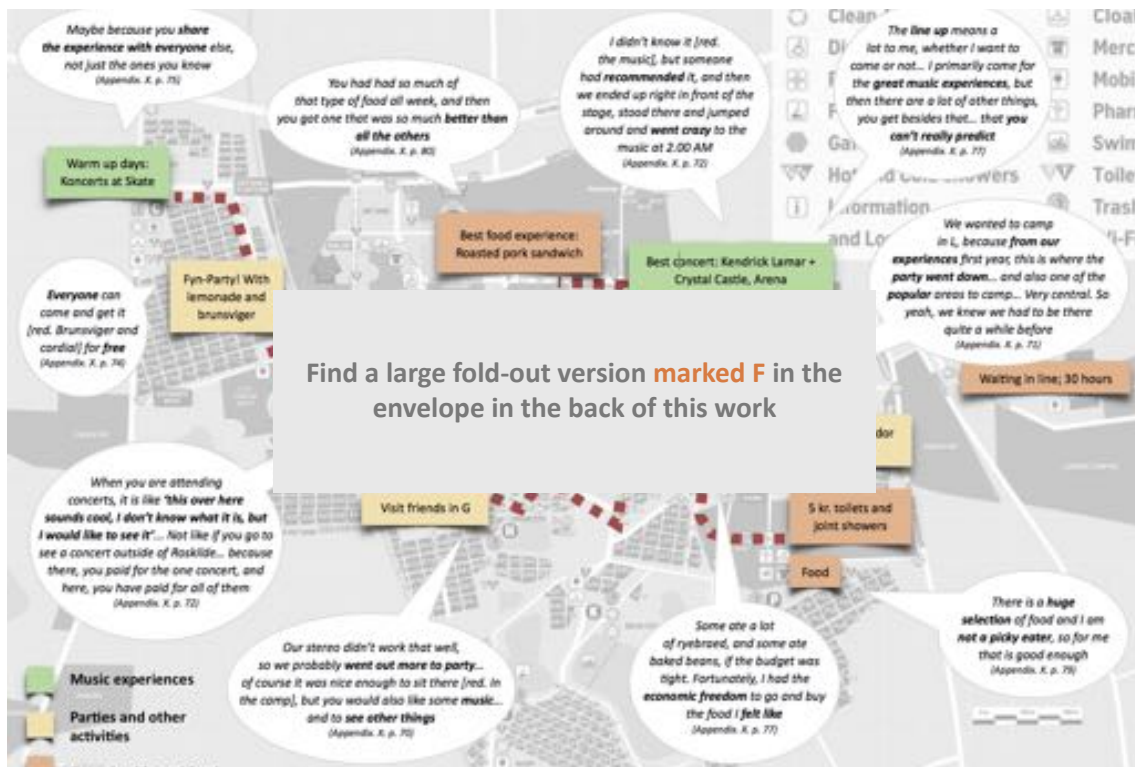 Maybe because you share
the experience with everyone else,
not just the ones you know
(Appendix. X. p. 75)
You had had so much of
that type of food all week, and then
you got one that was so much better than
all the others
(Appendix. X. p. 80)
I didn't know it [red.
the music], but someone
had recommended it, and then
we ended up right in front of the
stage, stood there and jumped
around and went crazy to the
music at 2.00 AM
(Appendix. X. p. 72)
The line up means a
lot to me, whether I want to
come or not... I primarily come for
the great music experiences, but
then there are a lot of other things,
you get besides that... that you
can't really predict
(Appendix. X. p. 77)
Clean
Information
and
Warm up days:
Koncerts at Skate
Fyn-Party! With
lemonade and
brunsviger
Best food experience:
Roasted pork sandwich
Best concert: Kendrick Lamar +
Crystal Castle, Arena
We wanted to camp
in L, because from our
experiences first year, this is where the
party went down... and also one of the
popular areas to camp... Very central. So
yeah, we knew we had to be there
quite a while before
(Appendix. X. p. 71)
Everyone can
come and get it
[red. Brunsviger and
cordial] for free
(Appendix. X. p. 74)
Find a large fold-out version marked F in the
envelope in the back of this work
Waiting in line; 30 hours
When you are attending
concerts, it is like 'this over here
sounds cool, I don't know what it is, but
I would like to see it'... Not like if you go to
see a concert outside of Roskilde... because
there, you paid for the one concert, and
here, you have paid for all of them
(Appendix. X. p. 72)
Visit friends in G
5 kr. toilets and
joint showers
Food
There is a huge
selection of food and I am
not a picky eater, so for me
that is good enough
(Appendix. X. p. 79)
Our stereo didn't work that well,
so we probably went out more to party...
of course it was nice enough to sit there [red. In
the camp], but you would also like some music...
and to see other things
(Appendix. X. p. 70)
Some ate a lot
of ryebraed, and some ate
baked beans, if the budget was
tight. Fortunately, I had the
economic freedom to go and buy
the food I felt like
(Appendix. X. p. 77)
Music experiences
Parties and other
activities